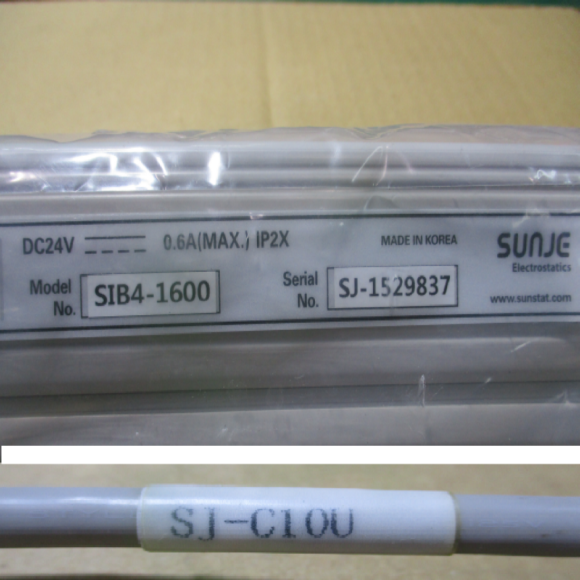 DC24V 0.6A(MAX.) IP2X MADE IN KOREA SUNJE
Electrostatics
Model No. SIB4-1600 Serial No. SJ-1529837
www.sunstat.com
SJ-C10U